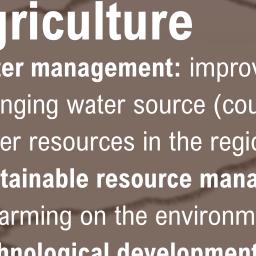 griculture
ter management: improv
nging water source (cou
er resources in the regio
tainable resource mana
arming on the environm
hnological development